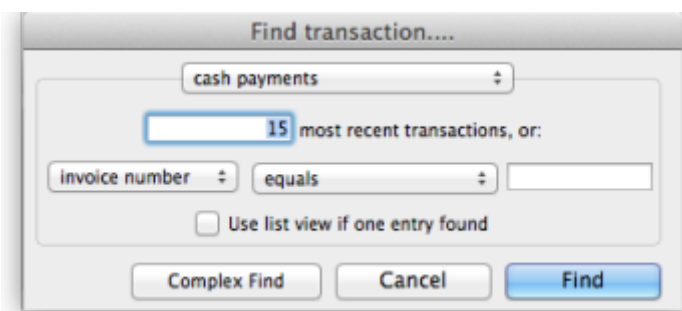 Find transaction....
cash payments
15 most recent transactions, or:
invoice number equals
Use list view if one entry found
Complex Find Cancel Find